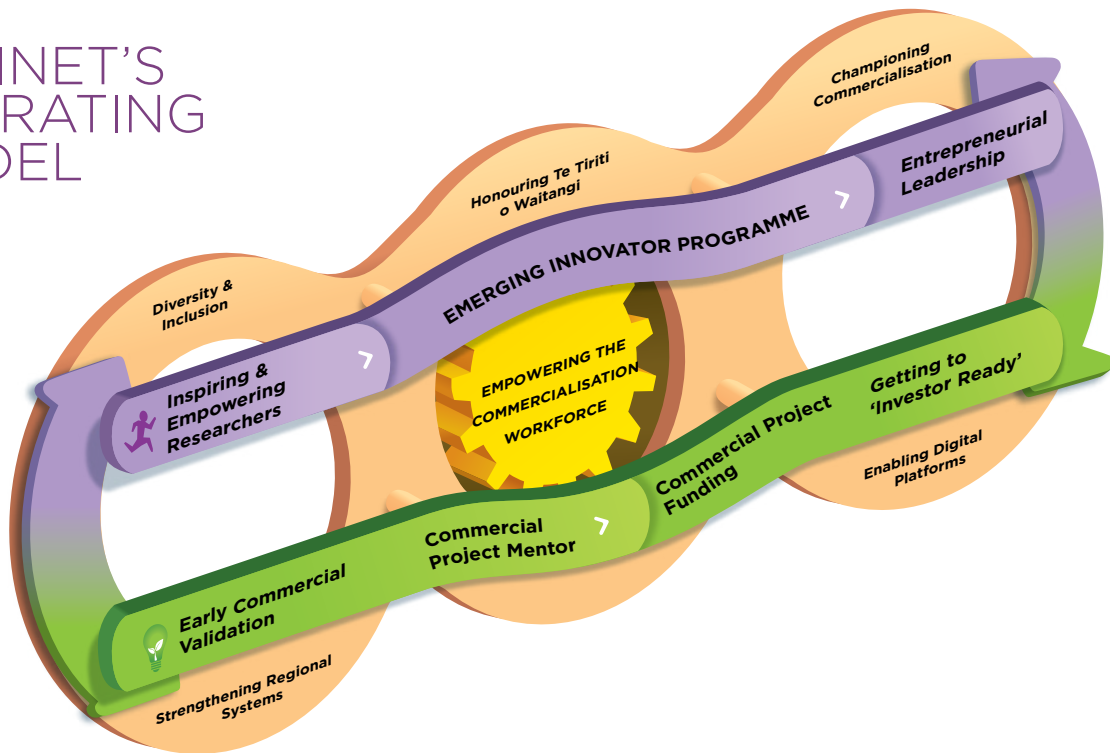 INET'S
RATING
DEL
Championing
Commercialisation
Honouring Te Tiriti
o Waitangi
Diversity &
Inclusion
Entrepreneurial
Leadership
EMERGING INNOVATOR PROGRAMME
Inspiring &
Empowering
Researchers
EMPOWERING THE
COMMERCIALISATION
WORKFORCE
Getting to
'Investor Ready'
Commercial Project
Funding
Commercial
Project Mentor
Early Commercial
Validation
Enabling Digital
Platforms
Strengthening Regional
Systems